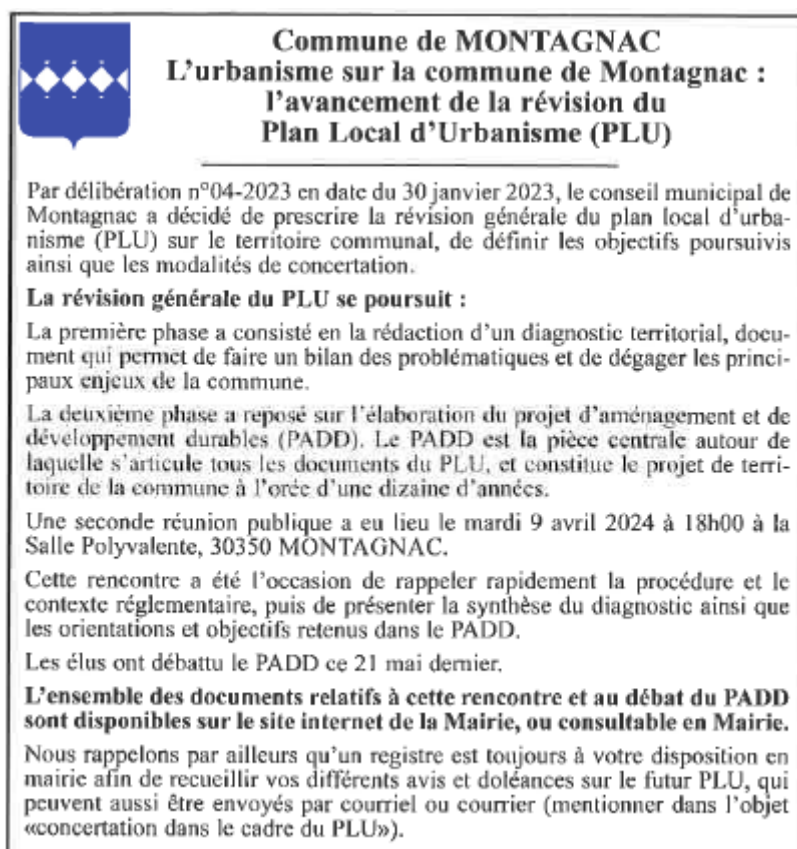 Commune de MONTAGNAC
L'urbanisme sur la commune de Montagnac :
l'avancement de la révision du
Plan Local d'Urbanisme (PLU)
Par délibération n°04-2023 en date du 30 janvier 2023, le conseil municipal de
Montagnac a décidé de prescrire la révision générale du plan local d'urba-
nisme (PLU) sur le territoire communal, de définir les objectifs poursuivis
ainsi que les modalités de concertation.
La révision générale du PLU se poursuit :
La première phase a consisté en la rédaction d'un diagnostic territorial, docu-
ment qui permet de faire un bilan des problématiques et de dégager les princi-
paux enjeux de la commune.
La deuxième phase a reposé sur l'élaboration du projet d'aménagement et de
développement durables (PADD). Le PADD est la pièce centrale autour de
laquelle s'articule tous les documents du PLU, et constitue le projet de terri-
toire de la commune à l'orée d'une dizaine d'années.
Une seconde réunion publique a eu lieu le mardi 9 avril 2024 à 18h00 à la
Salle Polyvalente, 30350 MONTAGNAC.
Cette rencontre a été l'occasion de rappeler rapidement la procédure et le
contexte réglementaire, puis de présenter la synthèse du diagnostic ainsi que
les orientations et objectifs retenus dans le PADD.
Les élus ont débattu le PADD ce 21 mai dernier.
L'ensemble des documents relatifs à cette rencontre et au débat du PADD
sont disponibles sur le site internet de la Mairie, ou consultable en Mairie.
Nous rappelons par ailleurs qu'un registre est toujours à votre disposition en
mairie afin de recueillir vos différents avis et doléances sur le futur PLU, qui
peuvent aussi être envoyés par courriel ou courrier (mentionner dans l'objet
«concertation dans le cadre du PLU»).